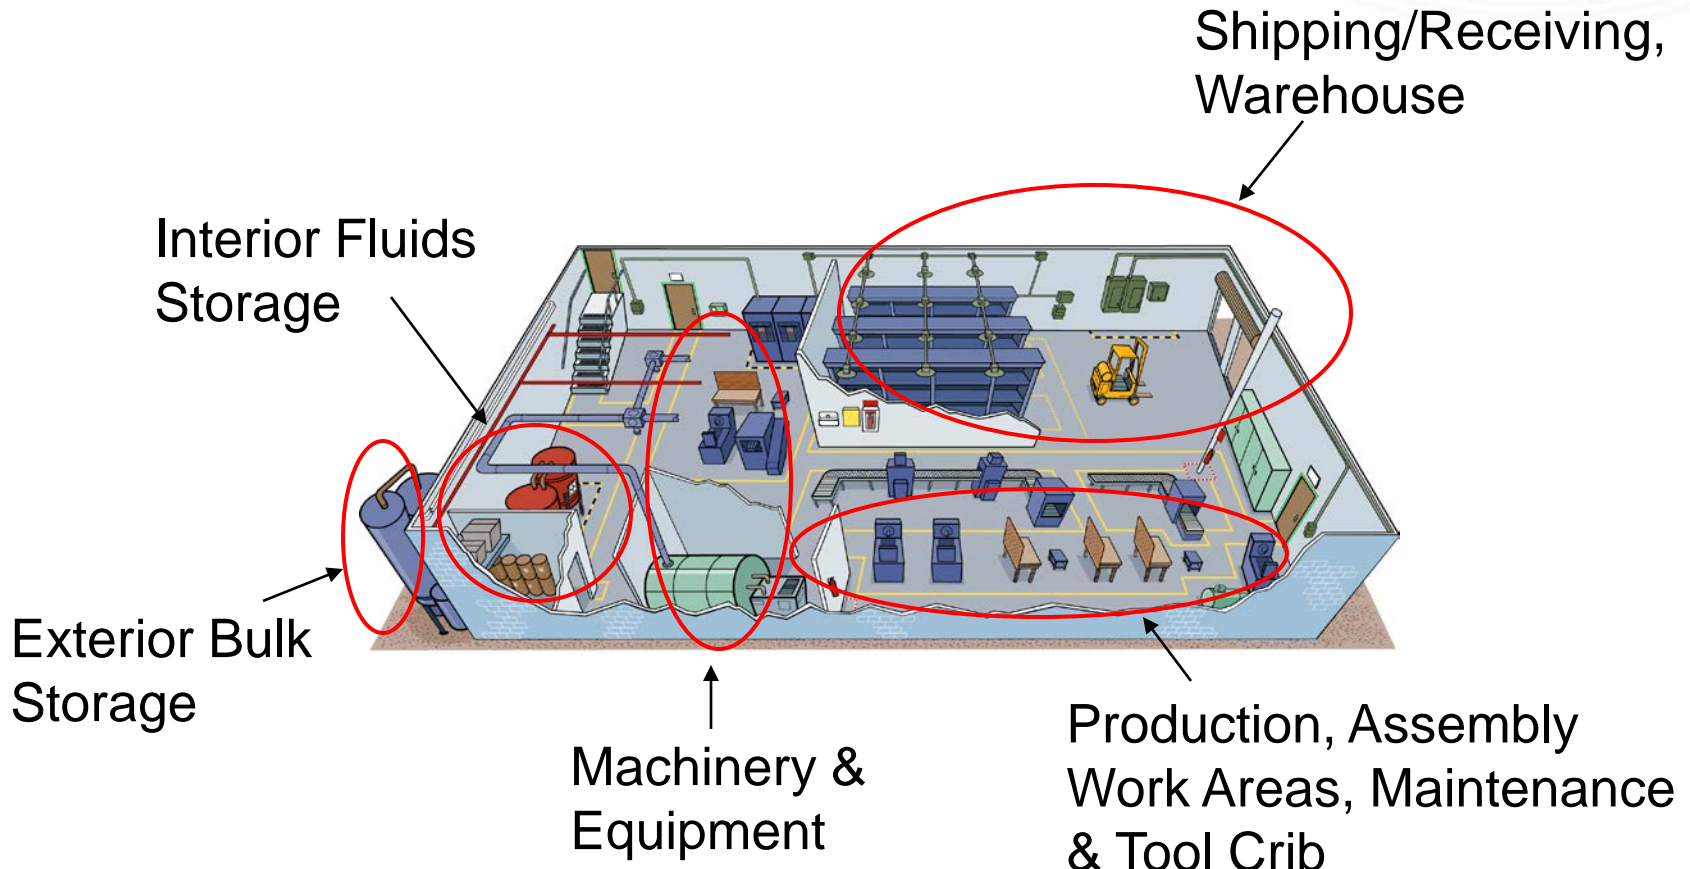 Shipping/Receiving,
Warehouse
Interior Fluids
Storage
Exterior Bulk
Storage
Machinery &
Equipment
Production, Assembly
Work Areas, Maintenance
& Tool Crib